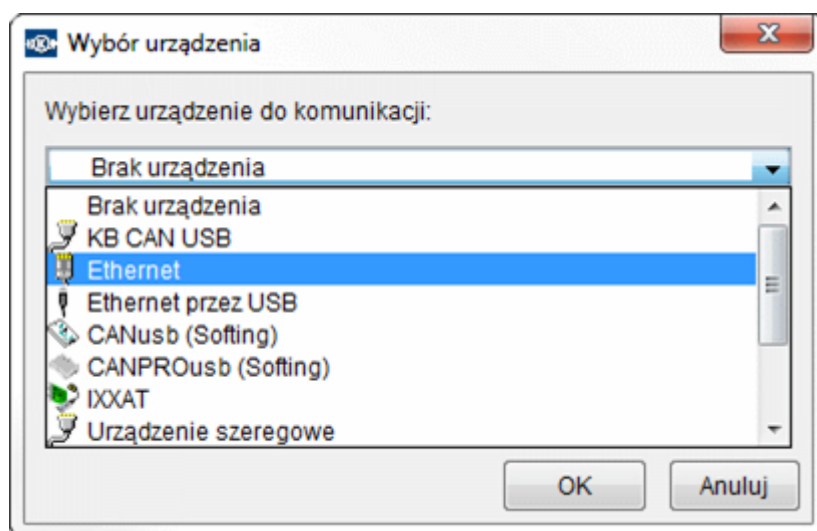 Wybór urządzenia
Wybierz urządzenie do komunikacji:
Brak urządzenia
Brak urządzenia
KB CAN USB
Ethernet
Ethernet przez USB
CANusb (Softing)
CANPROusb (Softing)
IXXAT
Urządzenie szeregowe
OK Anuluj